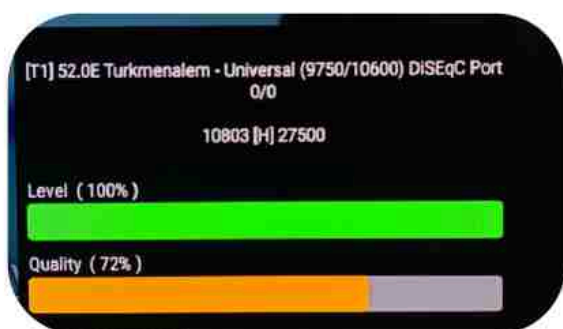 [T1] 52.0E Turkmenalem - Universal (9750/10600) DiSEqC Port
0/0
10803 [H] 27500
Level (100%)
Quality (72%)